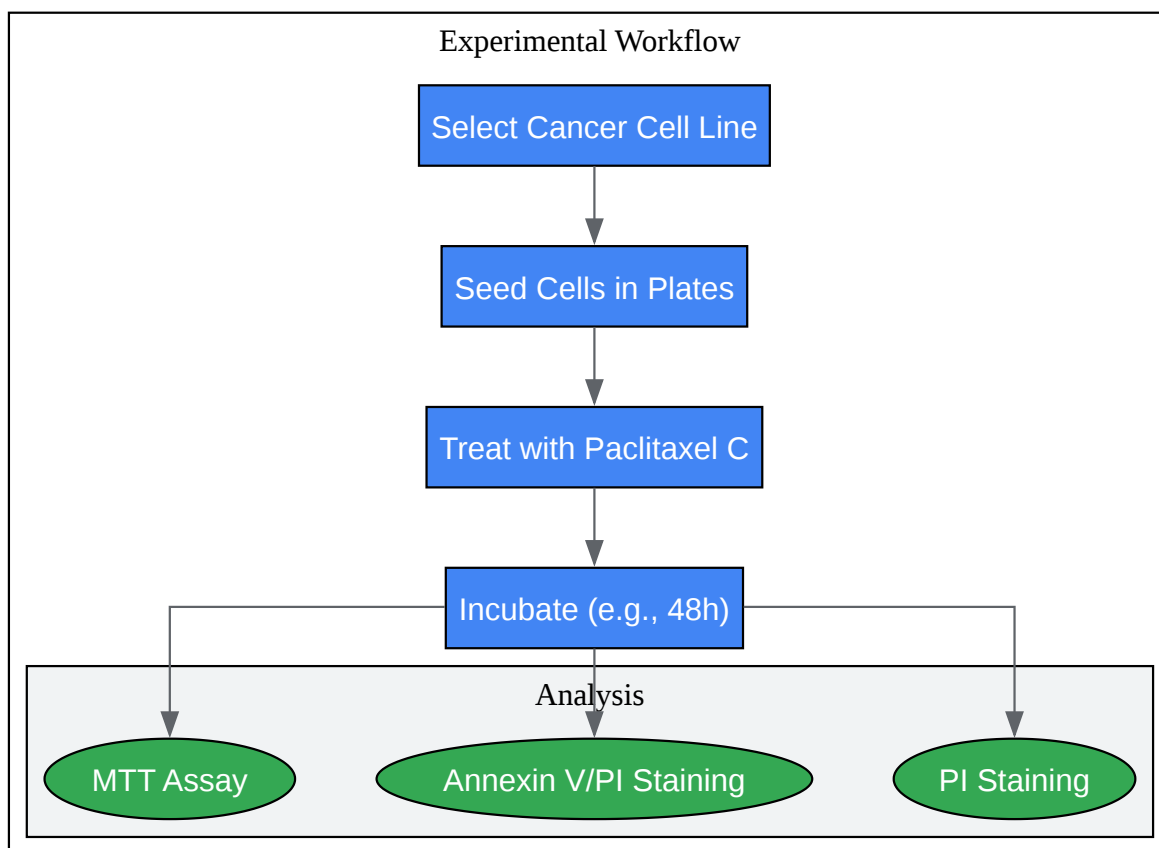 Experimental Workflow
Select Cancer Cell Line
Seed Cells in Plates
Treat with Paclitaxel C
Incubate (e.g., 48h)
Analysis
MTT Assay
Annexin V/PI Staining
PI Staining